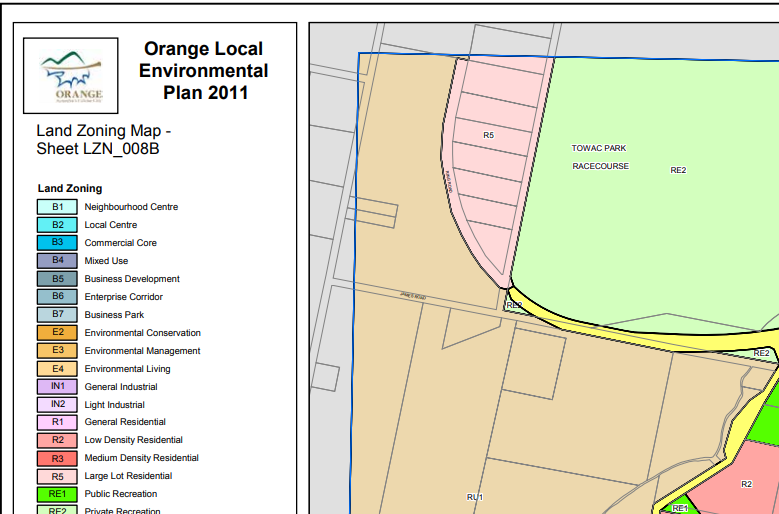 Orange Local
Environmental
Plan 2011
ORANGE
Land Zoning Map -
Sheet LZN_008B
Land Zoning
B1 Neighbourhood Centre
B2 Local Centre
B3 Commercial Core
B4 Mixed Use
B5 Business Development
B6 Enterprise Corridor
B7 Business Park
E2 Environmental Conservation
E3 Environmental Management
E4 Environmental Living
IN1 General Industrial
IN2 Light Industrial
R1 General Residential
R2 Low Density Residential
R3 Medium Density Residential
R5 Large Lot Residential
RE1 Public Recreation
RE2 Private Recreation
R5
TOWAC PARK
RACECOURSE
RE2
RE2
RE2
R2
RU1
RE1